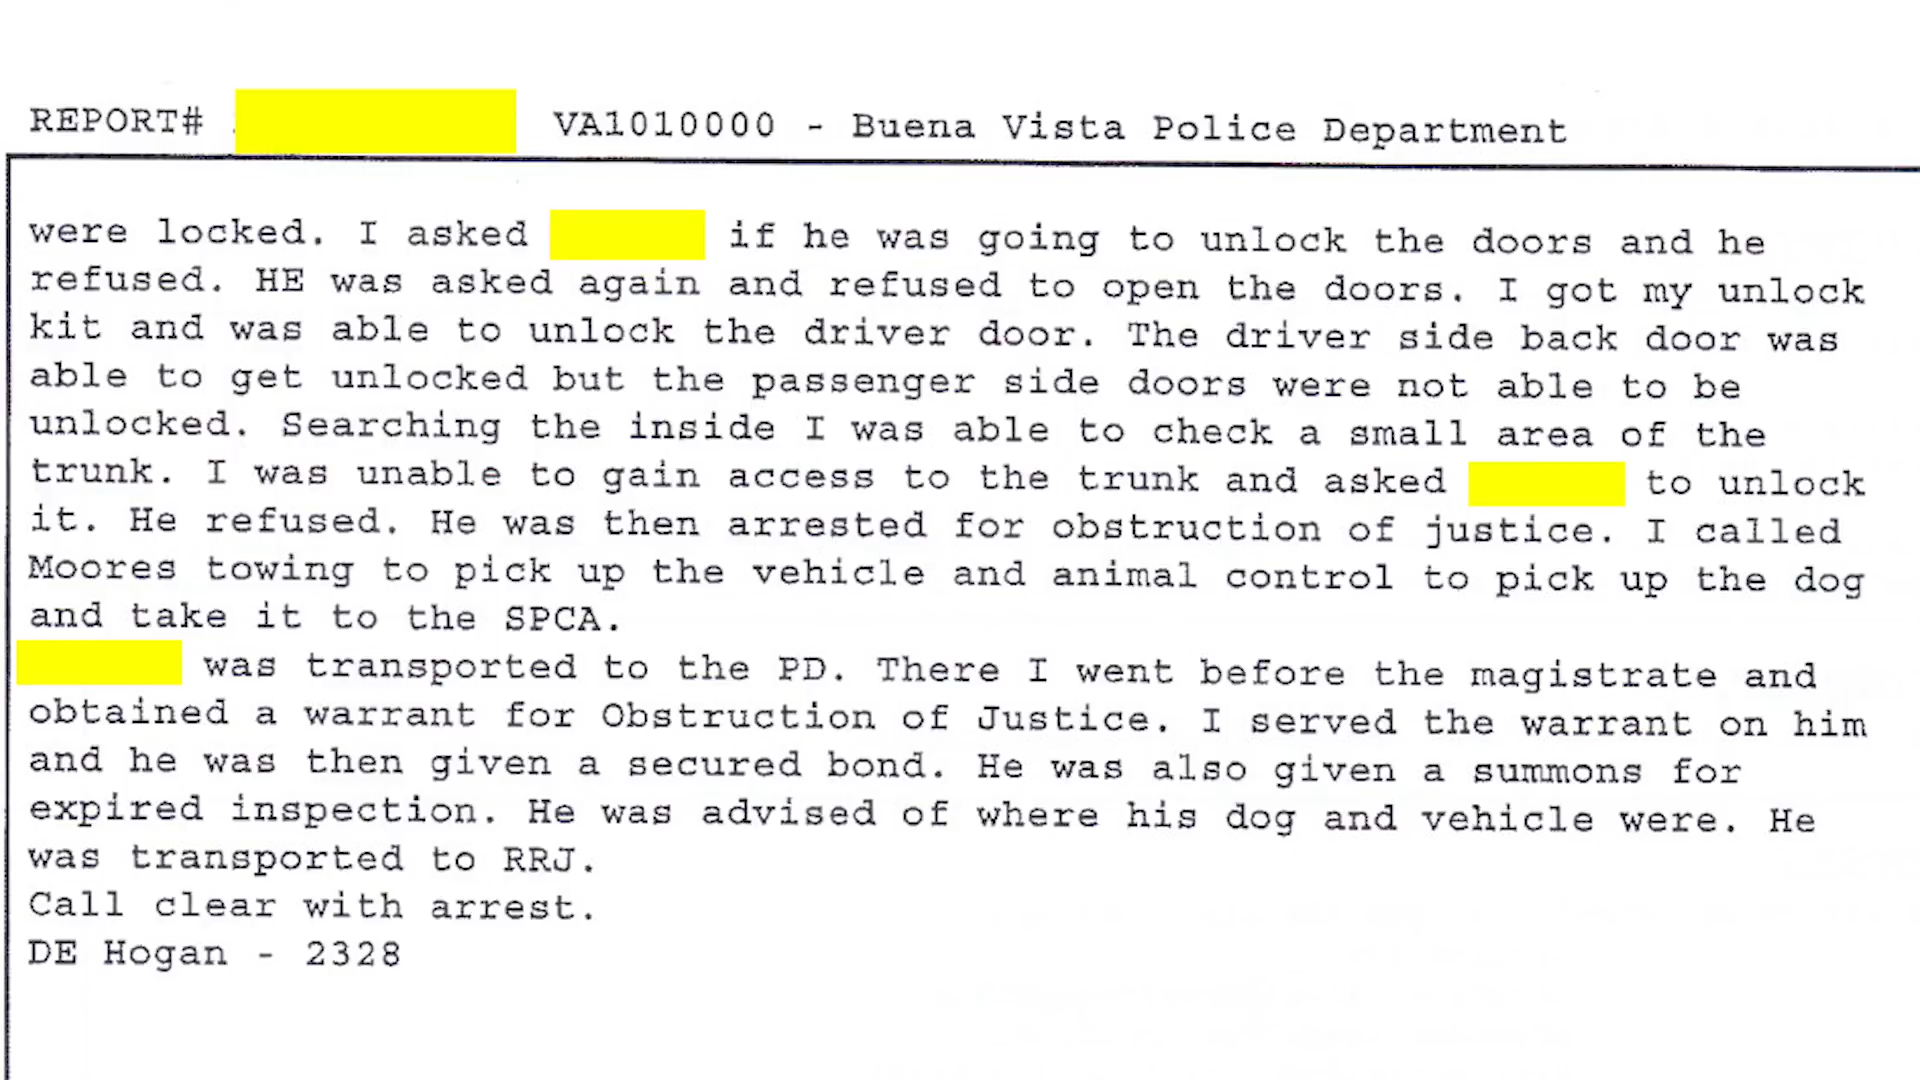 REPORT# VA1010000 - Buena Vista Police Department
were locked. I asked if he was going to unlock the doors and he
refused. HE was asked again and refused to open the doors. I got my unlock
kit and was able to unlock the driver door. The driver side back door was
able to get unlocked but the passenger side doors were not able to be
unlocked. Searching the inside I was able to check a small area of the
trunk. I was unable to gain access to the trunk and asked to unlock
it. He refused. He was then arrested for obstruction of justice. I called
Moores towing to pick up the vehicle and animal control to pick up the dog
and take it to the SPCA.
was transported to the PD. There I went before the magistrate and
obtained a warrant for Obstruction of Justice. I served the warrant on him
and he was then given a secured bond. He was also given a summons for
expired inspection. He was advised of where his dog and vehicle were. He
was transported to RRJ.
Call clear with arrest.
DE Hogan - 2328